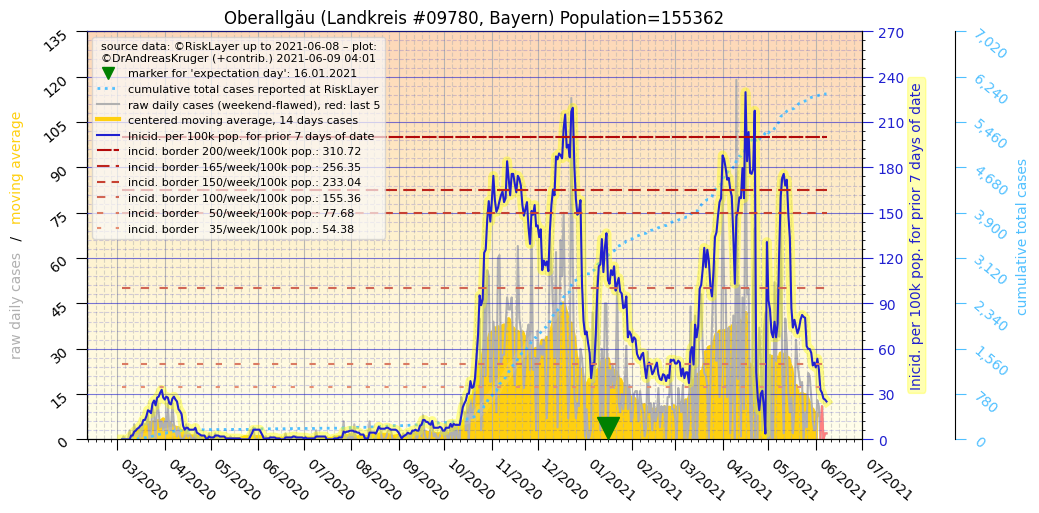 Oberallgäu (Landkreis #09780, Bayern) Population=155362
source data: ©RiskLayer up to 2021-06-08 – plot:
©DrAndreasKruger (+contrib.) 2021-06-09 04:01
marker for 'expectation day': 16.01.2021
cumulative total cases reported at RiskLayer
raw daily cases (weekend-flawed), red: last 5
centered moving average, 14 days cases
Inicid. per 100k pop. for prior 7 days of date
incid. border 200/week/100k pop.: 310.72
incid. border 165/week/100k pop.: 256.35
incid. border 150/week/100k pop.: 233.04
incid. border 100/week/100k pop.: 155.36
incid. border   50/week/100k pop.: 77.68
incid. border   35/week/100k pop.: 54.38
raw daily cases / moving average
135
120
105
90
75
60
45
30
15
0
270
240
210
180
150
120
90
60
30
0
Inicid. per 100k pop. for prior 7 days of date
7,020
6,240
5,460
4,680
3,900
3,120
2,340
1,560
780
0
cumulative total cases
03/2020
04/2020
05/2020
06/2020
07/2020
08/2020
09/2020
10/2020
11/2020
12/2020
01/2021
02/2021
03/2021
04/2021
05/2021
06/2021
07/2021